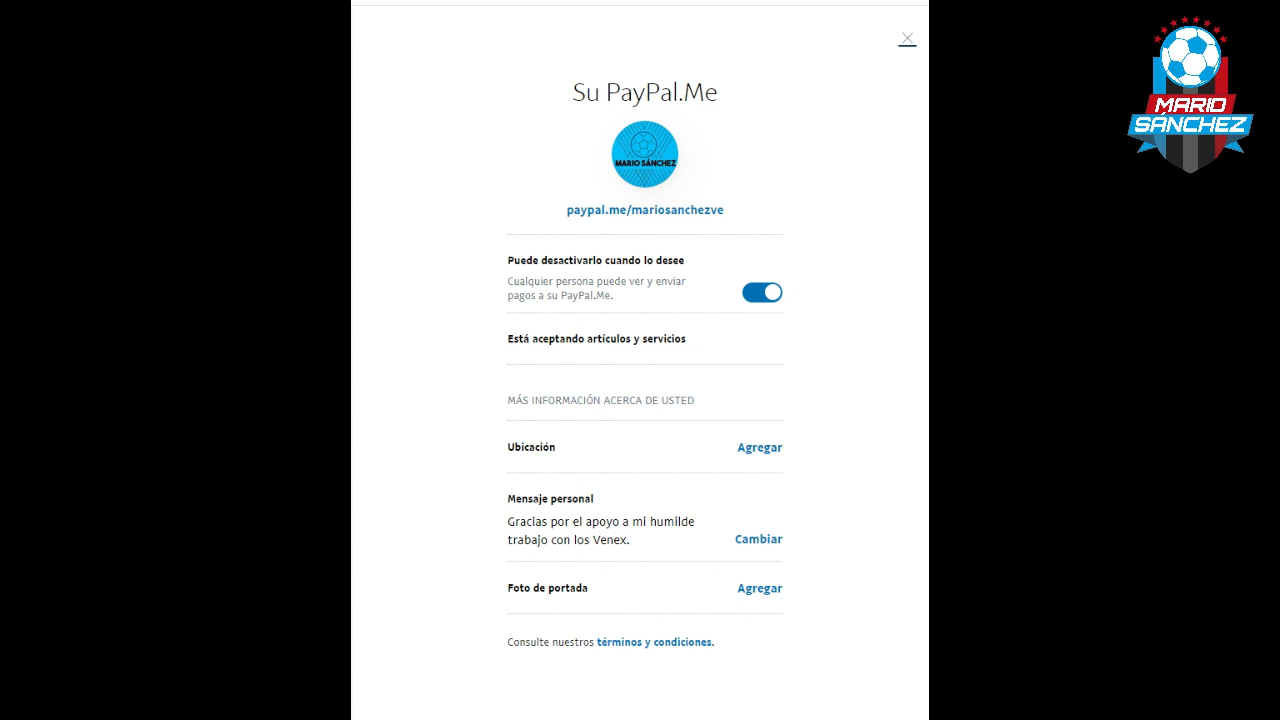 Su PayPal.Me
MARIO SÁNCHEZ
paypal.me/mariosanchezve
Puede desactivarlo cuando lo desee
Cualquier persona puede ver y enviar
pagos a su PayPal.Me.
Está aceptando artículos y servicios
MÁS INFORMACIÓN ACERCA DE USTED
Ubicación Agregar
Mensaje personal
Gracias por el apoyo a mi humilde
trabajo con los Venex. Cambiar
Foto de portada Agregar
Consulte nuestros términos y condiciones.
MARIO
SÁNCHEZ